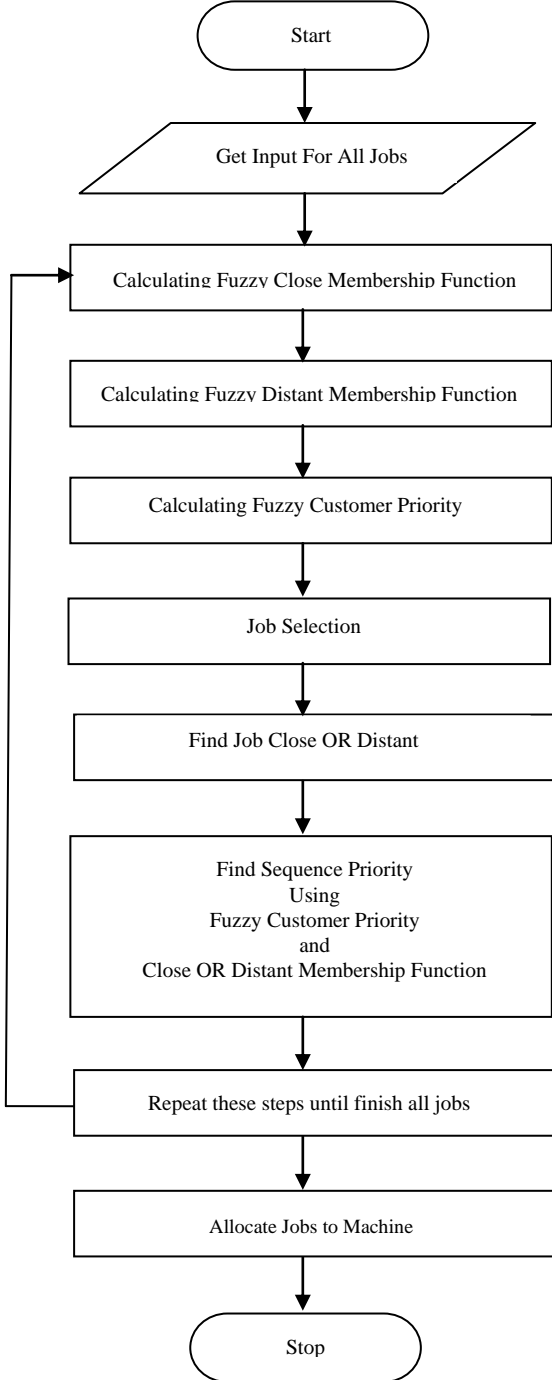 Start
Get Input For All Jobs
Calculating Fuzzy Close Membership Function
Calculating Fuzzy Distant Membership Function
Calculating Fuzzy Customer Priority
Job Selection
Find Job Close OR Distant
Find Sequence Priority
Using
Fuzzy Customer Priority
and
Close OR Distant Membership Function
Repeat these steps until finish all jobs
Allocate Jobs to Machine
Stop